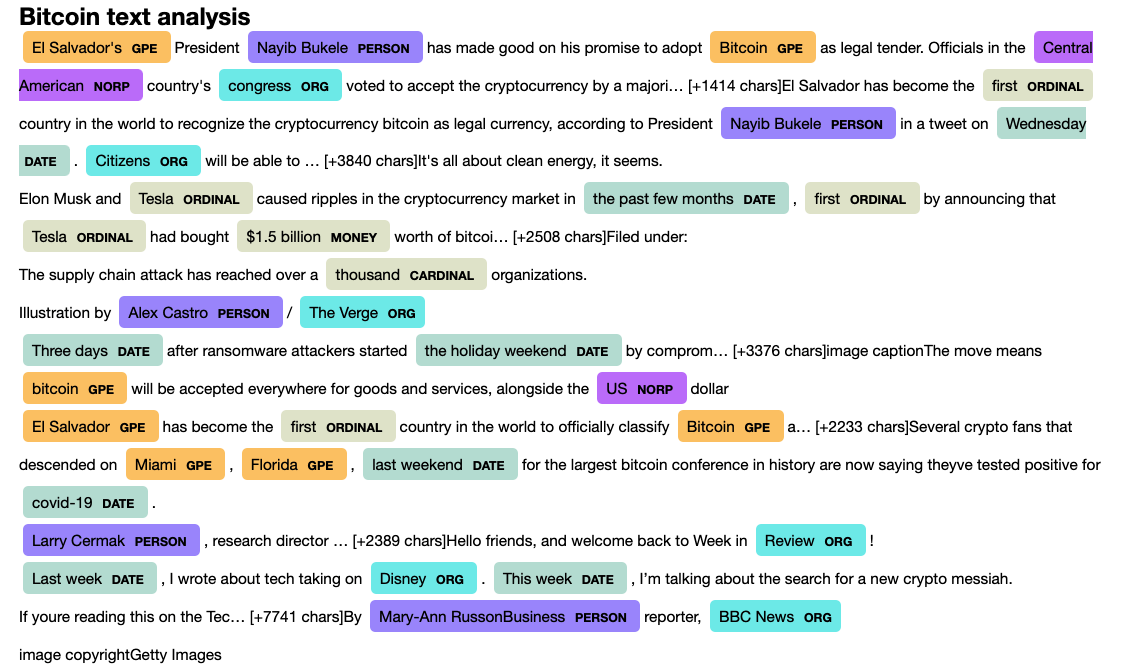 Bitcoin text analysis
El Salvador's GPE President Nayib Bukele PERSON has made good on his promise to adopt Bitcoin GPE as legal tender. Officials in the Central
American NORP country's congress ORG voted to accept the cryptocurrency by a majori… [+1414 chars]El Salvador has become the first ORDINAL
country in the world to recognize the cryptocurrency bitcoin as legal currency, according to President Nayib Bukele PERSON in a tweet on Wednesday
DATE . Citizens ORG will be able to … [+3840 chars]It's all about clean energy, it seems.
Elon Musk and Tesla ORDINAL caused ripples in the cryptocurrency market in the past few months DATE , first ORDINAL by announcing that
Tesla ORDINAL had bought $1.5 billion MONEY worth of bitcoi… [+2508 chars]Filed under:
The supply chain attack has reached over a thousand CARDINAL organizations.
Illustration by Alex Castro PERSON / The Verge ORG
Three days DATE after ransomware attackers started the holiday weekend DATE by comprom… [+3376 chars]image captionThe move means
bitcoin GPE will be accepted everywhere for goods and services, alongside the US NORP dollar
El Salvador GPE has become the first ORDINAL country in the world to officially classify Bitcoin GPE a… [+2233 chars]Several crypto fans that
descended on Miami GPE , Florida GPE , last weekend DATE for the largest bitcoin conference in history are now saying theyve tested positive for
covid-19 DATE .
Larry Cermak PERSON , research director … [+2389 chars]Hello friends, and welcome back to Week in Review ORG !
Last week DATE , I wrote about tech taking on Disney ORG . This week DATE , I’m talking about the search for a new crypto messiah.
If youre reading this on the Tec… [+7741 chars]By Mary-Ann RussonBusiness PERSON reporter, BBC News ORG
image copyrightGetty Images